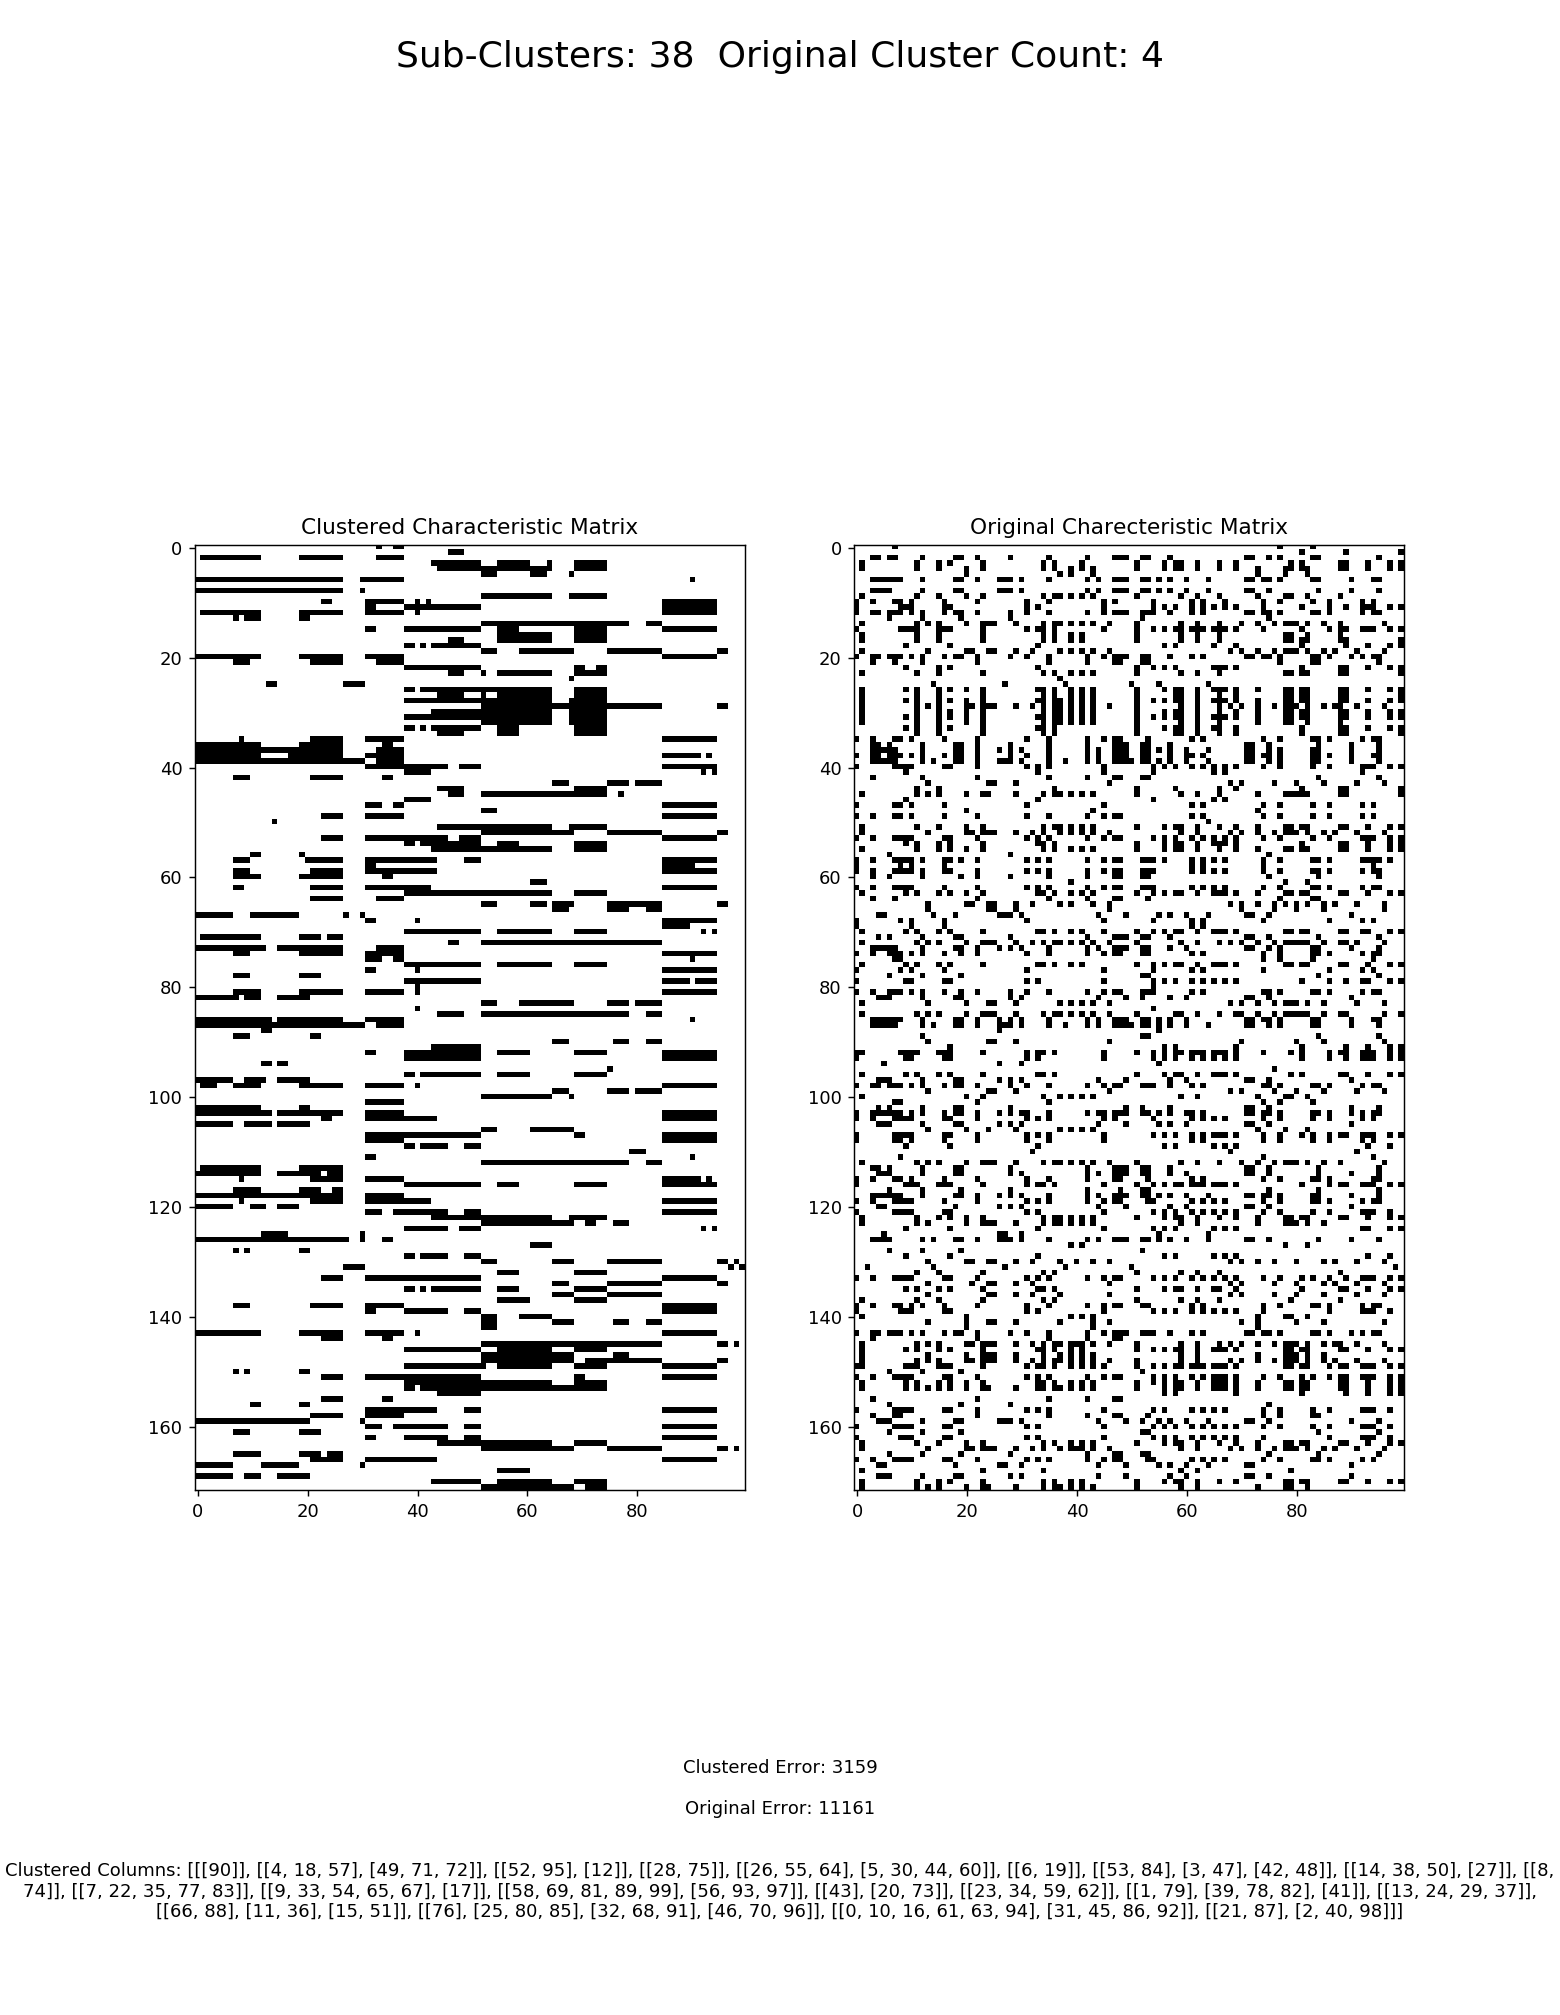 Sub-Clusters: 38  Original Cluster Count: 4
Clustered Characteristic Matrix
Original Charecteristic Matrix
0
20
40
60
80
100
120
140
160
0 20 40 60 80
0
20
40
60
80
100
120
140
160
0 20 40 60 80
Clustered Error: 3159
Original Error: 11161
Clustered Columns: [[[90]], [[4, 18, 57], [49, 71, 72]], [[52, 95], [12]], [[28, 75]], [[26, 55, 64], [5, 30, 44, 60]], [[6, 19]], [[53, 84], [3, 47], [42, 48]], [[14, 38, 50], [27]], [[8,
74]], [[7, 22, 35, 77, 83]], [[9, 33, 54, 65, 67], [17]], [[58, 69, 81, 89, 99], [56, 93, 97]], [[43], [20, 73]], [[23, 34, 59, 62]], [[1, 79], [39, 78, 82], [41]], [[13, 24, 29, 37]],
[[66, 88], [11, 36], [15, 51]], [[76], [25, 80, 85], [32, 68, 91], [46, 70, 96]], [[0, 10, 16, 61, 63, 94], [31, 45, 86, 92]], [[21, 87], [2, 40, 98]]]